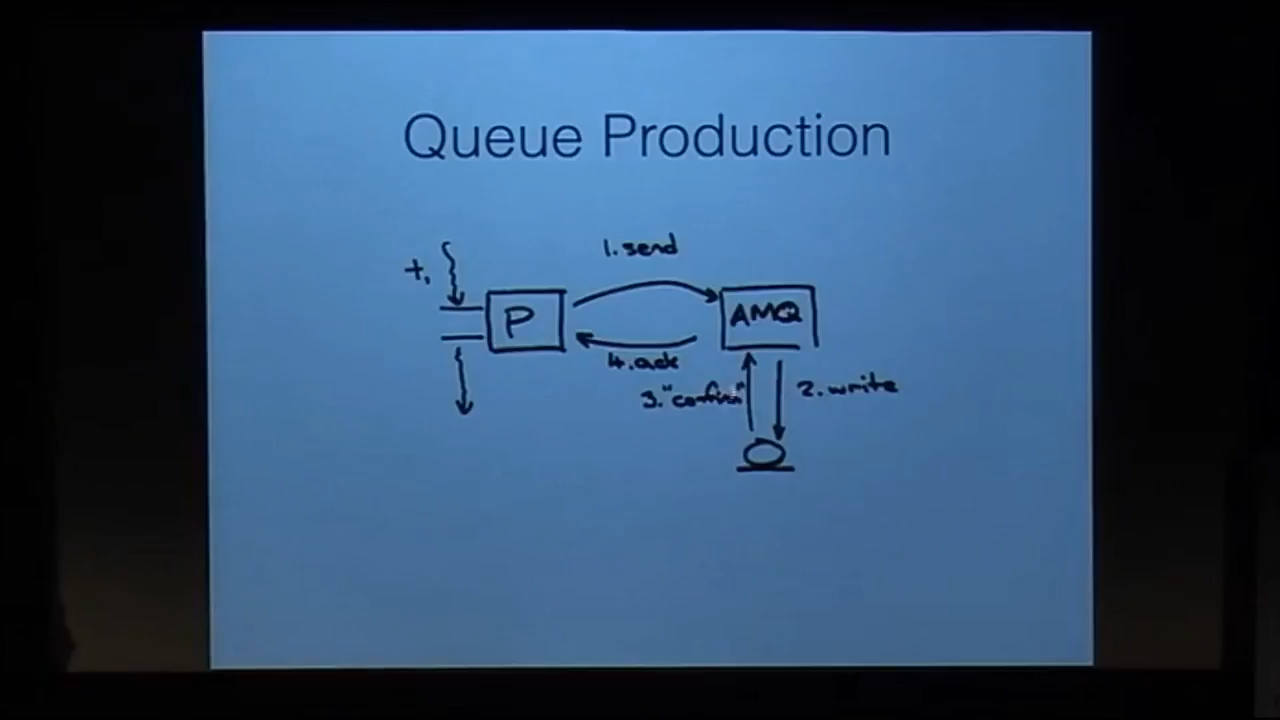 Queue Production
1. send
t1
P
AMQ
4. ack
3. "confirm"
2. write